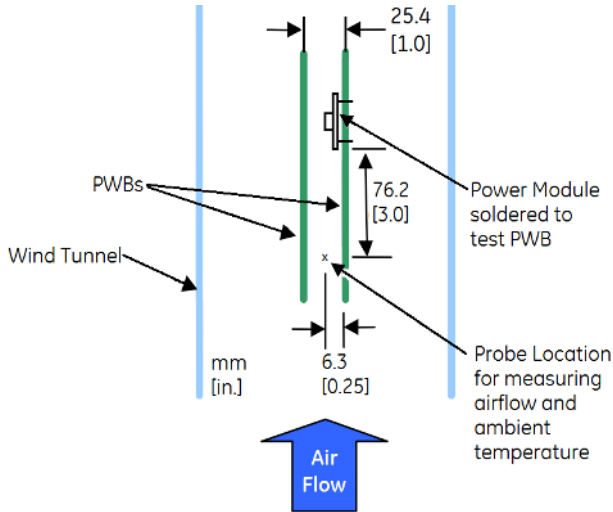 25.4
[1.0]
PWBs
76.2
[3.0]
Power Module
soldered to
test PWB
Wind Tunnel
x
mm
[in.]
6.3
[0.25]
Probe Location
for measuring
airflow and
ambient
temperature
Air
Flow